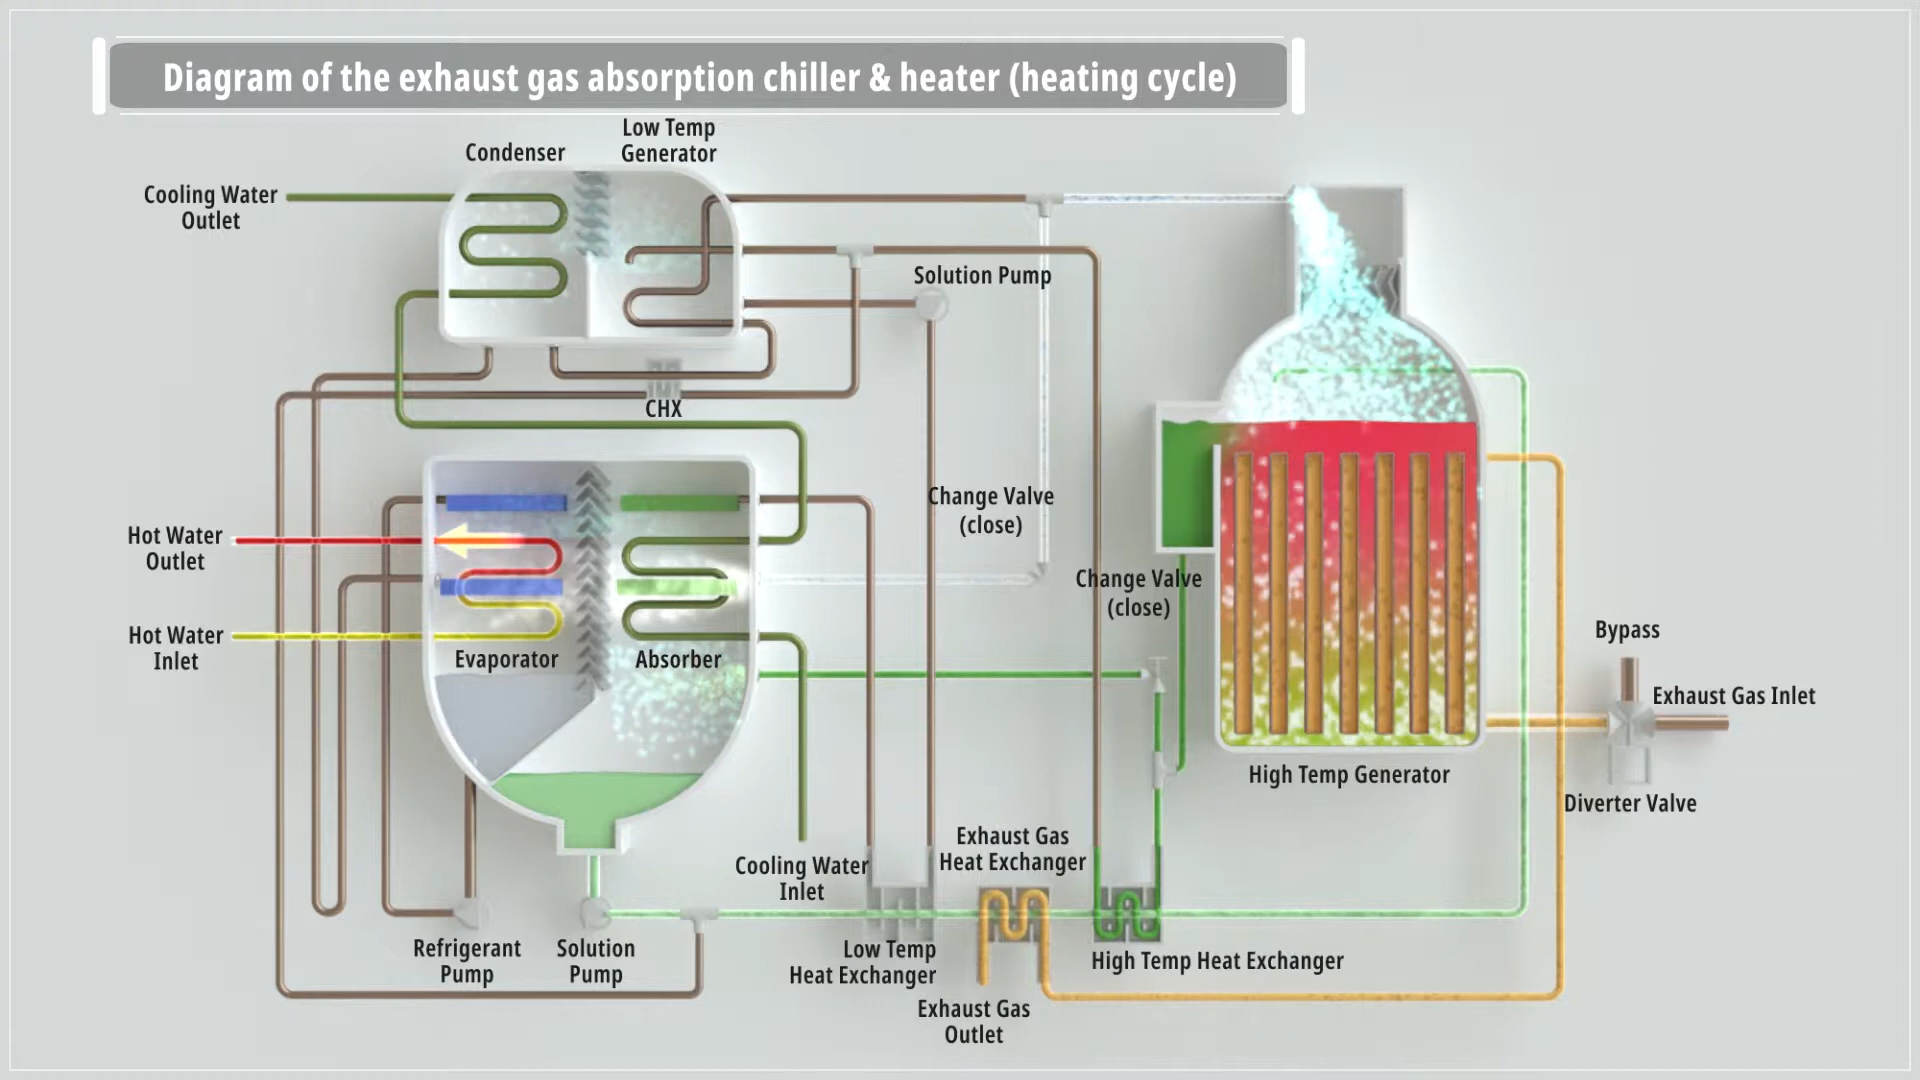 Diagram of the exhaust gas absorption chiller & heater (heating cycle)
Low Temp
Generator
Condenser
Cooling Water
Outlet
Solution Pump
CHX
Change Valve
(close)
Hot Water
Outlet
Change Valve
(close)
Hot Water
Inlet
Evaporator
Absorber
Bypass
Exhaust Gas Inlet
High Temp Generator
Diverter Valve
Exhaust Gas
Heat Exchanger
Cooling Water
Inlet
Refrigerant
Pump
Solution
Pump
Low Temp
Heat Exchanger
High Temp Heat Exchanger
Exhaust Gas
Outlet